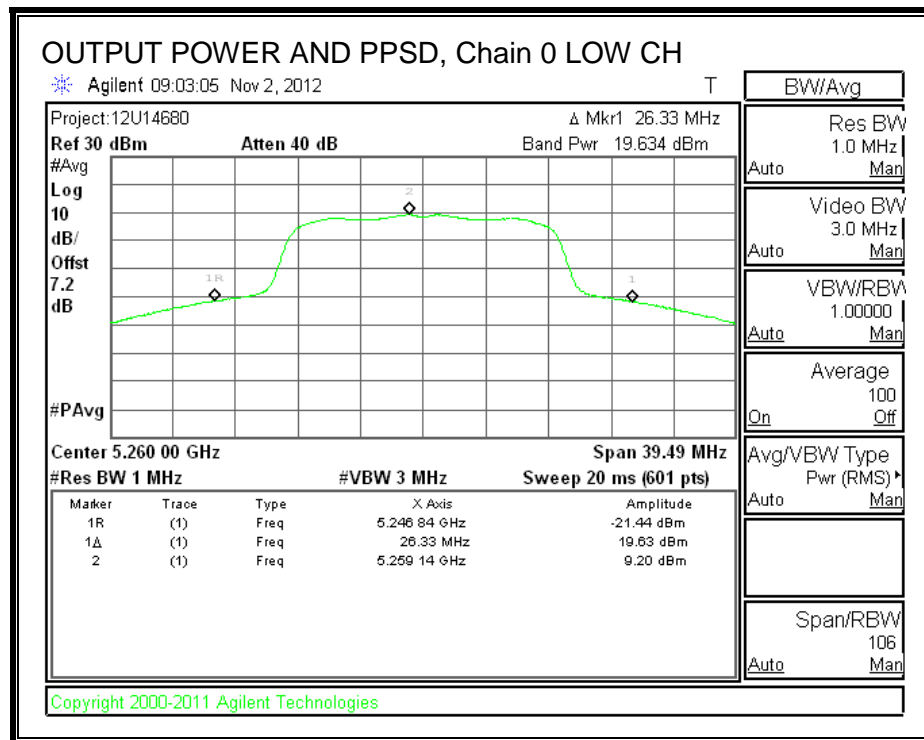 OUTPUT POWER AND PPSD, Chain 0 LOW CH
Agilent 09:03:05 Nov 2, 2012 T
Project:12U14680 Δ Mkr1 26.33 MHz
Ref 30 dBm Atten 40 dB Band Pwr 19.634 dBm
#Avg
Log
10
dB/
Offst
7.2
dB
#PAvg
2
1R
1
Center 5.260 00 GHz Span 39.49 MHz
#Res BW 1 MHz #VBW 3 MHz Sweep 20 ms (601 pts)
Marker Trace Type X Axis Amplitude
1R (1) Freq 5.246 84 GHz -21.44 dBm
1Δ (1) Freq 26.33 MHz 19.63 dBm
2 (1) Freq 5.259 14 GHz 9.20 dBm
Copyright 2000-2011 Agilent Technologies
BW/Avg
Res BW
1.0 MHz
Auto Man
Video BW
3.0 MHz
Auto Man
VBW/RBW
1.00000
Auto Man
Average
100
On Off
Avg/VBW Type
Pwr (RMS)
Auto Man
Span/RBW
106
Auto Man